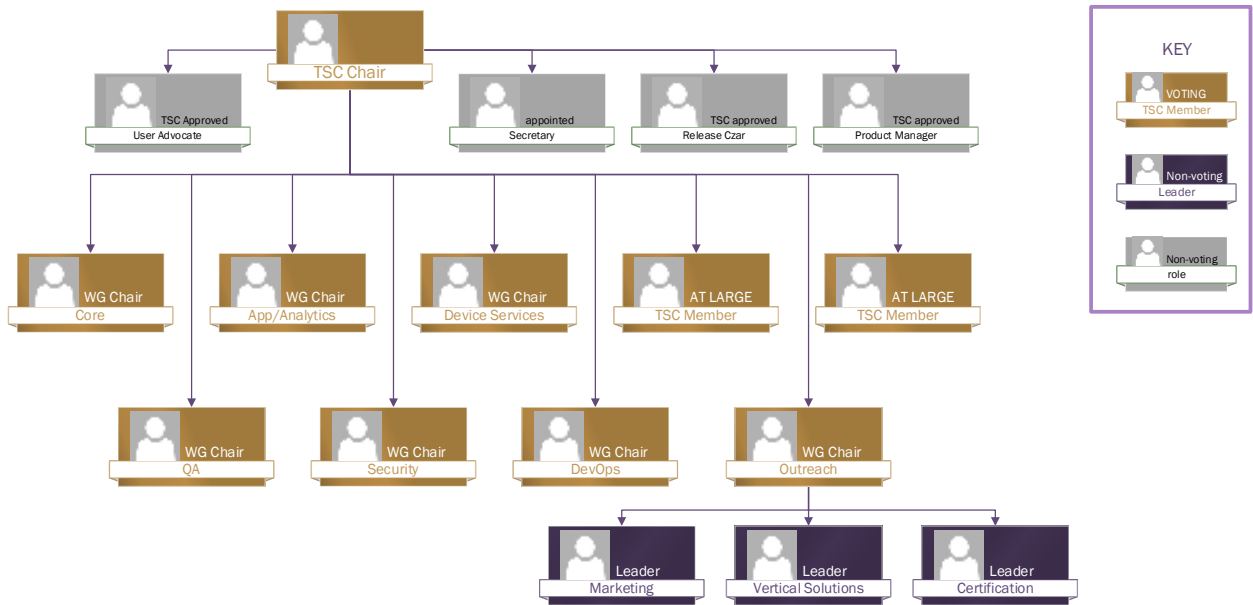 TSC Chair
TSC Approved
User Advocate
appointed
Secretary
TSC approved
Release Czar
TSC approved
Product Manager
WG Chair
Core
WG Chair
App/Analytics
WG Chair
Device Services
AT LARGE
TSC Member
AT LARGE
TSC Member
WG Chair
QA
WG Chair
Security
WG Chair
DevOps
WG Chair
Outreach
Leader
Marketing
Leader
Vertical Solutions
Leader
Certification
KEY
VOTING
TSC Member
Non-voting
Leader
Non-voting
role